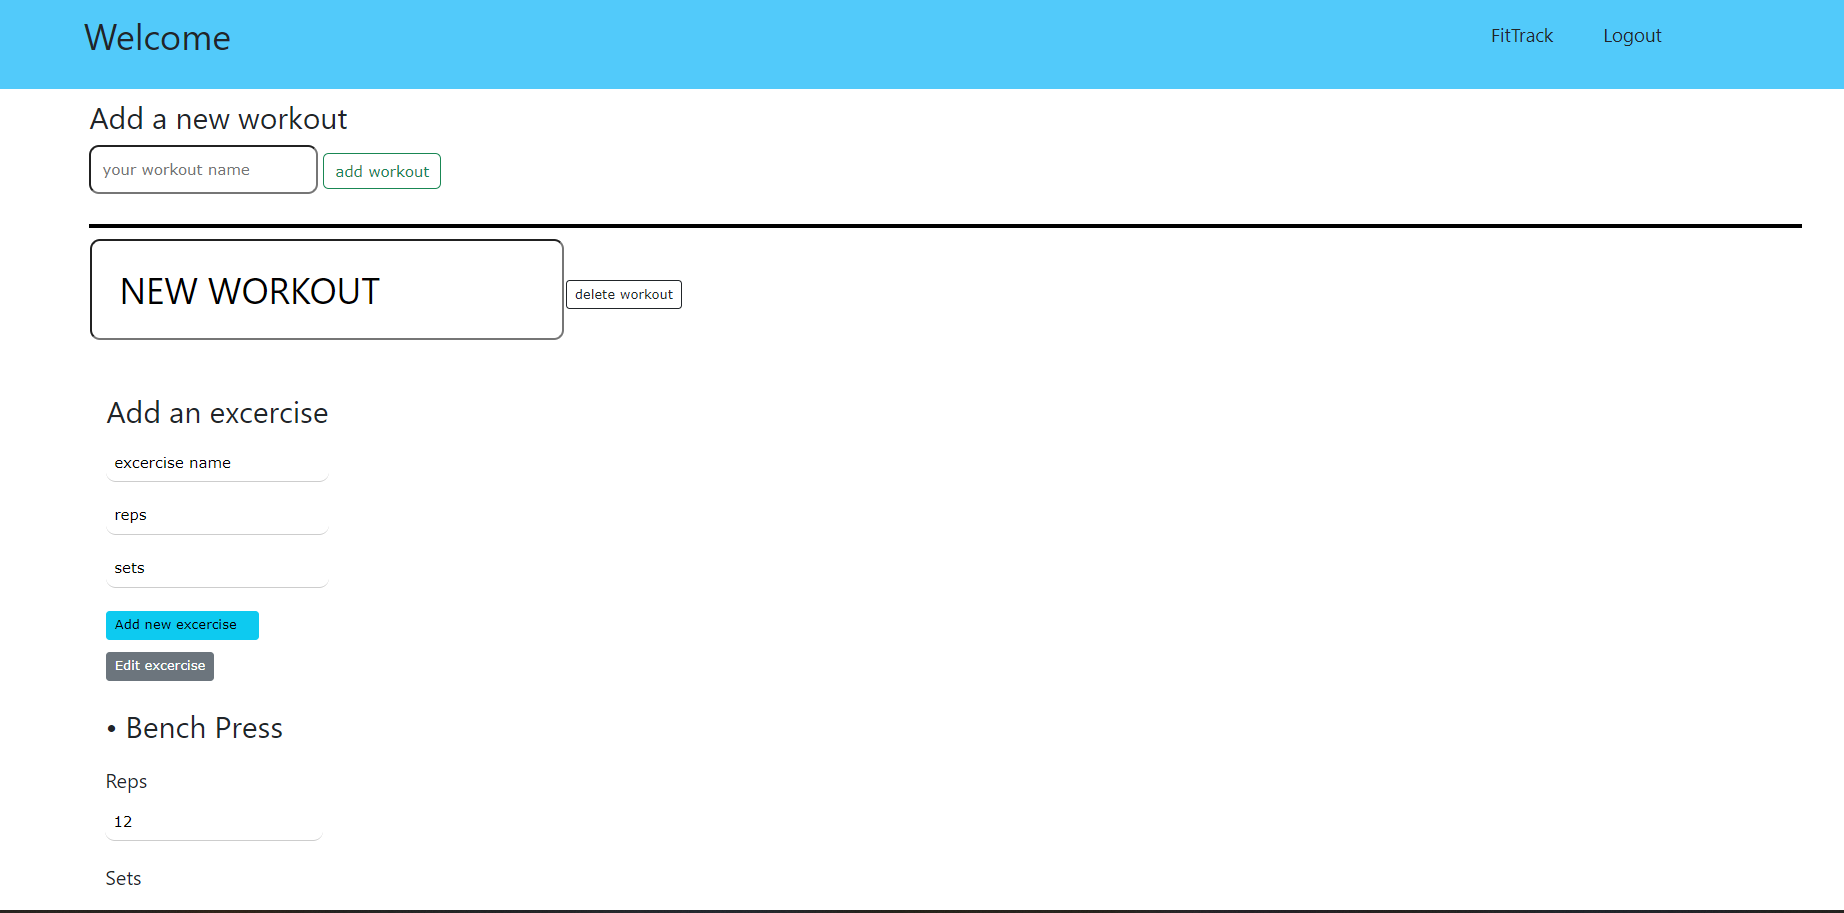 Welcome
FitTrack
Logout
Add a new workout
your workout name
add workout
NEW WORKOUT
delete workout
Add an excercise
excercise name
reps
sets
Add new excercise
Edit excercise
• Bench Press
Reps
12
Sets